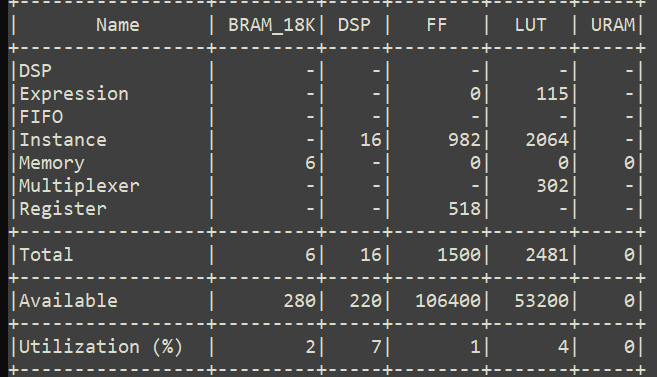 +-----------------+---------+-----+--------+-------+-----+
|       Name      | BRAM_18K| DSP |   FF   |  LUT  | URAM|
+-----------------+---------+-----+--------+-------+-----+
|DSP              |        -|    -|       -|      -|    -|
|Expression       |        -|    -|       0|    115|    -|
|FIFO             |        -|    -|       -|      -|    -|
|Instance         |        -|   16|     982|   2064|    -|
|Memory           |        6|    -|       0|      0|    0|
|Multiplexer      |        -|    -|       -|    302|    -|
|Register         |        -|    -|     518|      -|    -|
+-----------------+---------+-----+--------+-------+-----+
|Total            |        6|   16|    1500|   2481|    0|
+-----------------+---------+-----+--------+-------+-----+
|Available        |      280|  220|  106400|  53200|    0|
+-----------------+---------+-----+--------+-------+-----+
|Utilization (%)  |        2|    7|       1|      4|    0|
+-----------------+---------+-----+--------+-------+-----+